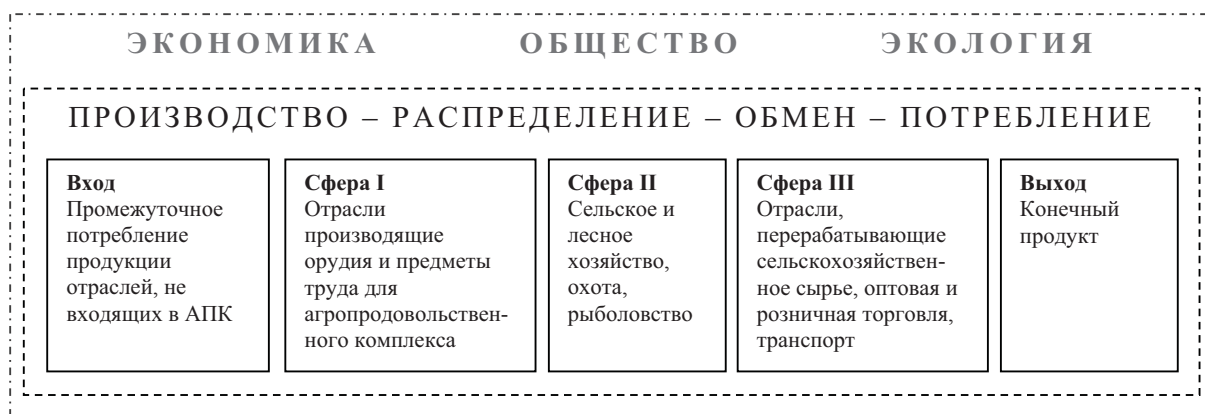 ЭКОНОМИКА ОБЩЕСТВО ЭКОЛОГИЯ
ПРОИЗВОДСТВО – РАСПРЕДЕЛЕНИЕ – ОБМЕН – ПОТРЕБЛЕНИЕ
Вход
Промежуточное
потребление
продукции
отраслей, не
входящих в АПК
Сфера I
Отрасли
производящие
орудия и предметы
труда для
агропродовольствен-
ного комплекса
Сфера II
Сельское и
лесное
хозяйство,
охота,
рыболовство
Сфера III
Отрасли,
перерабатывающие
сельскохозяйствен-
ное сырье, оптовая и
розничная торговля,
транспорт
Выход
Конечный
продукт